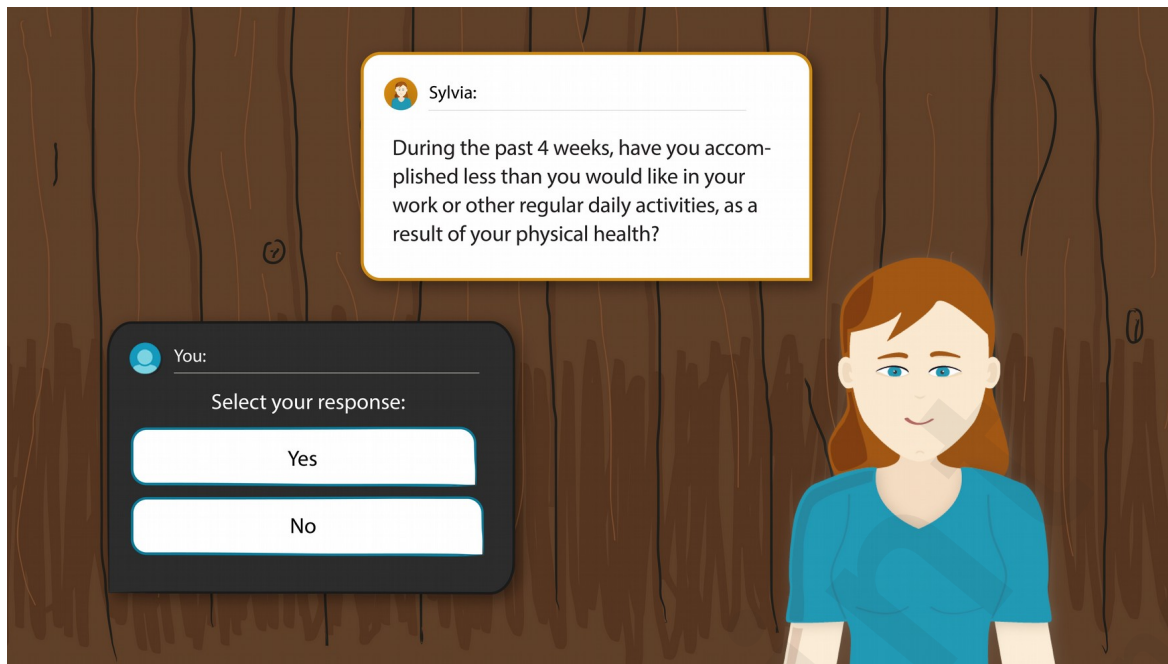 Sylvia:
During the past 4 weeks, have you accom-
plished less than you would like in your
work or other regular daily activities, as a
result of your physical health?
You:
Select your response:
Yes
No